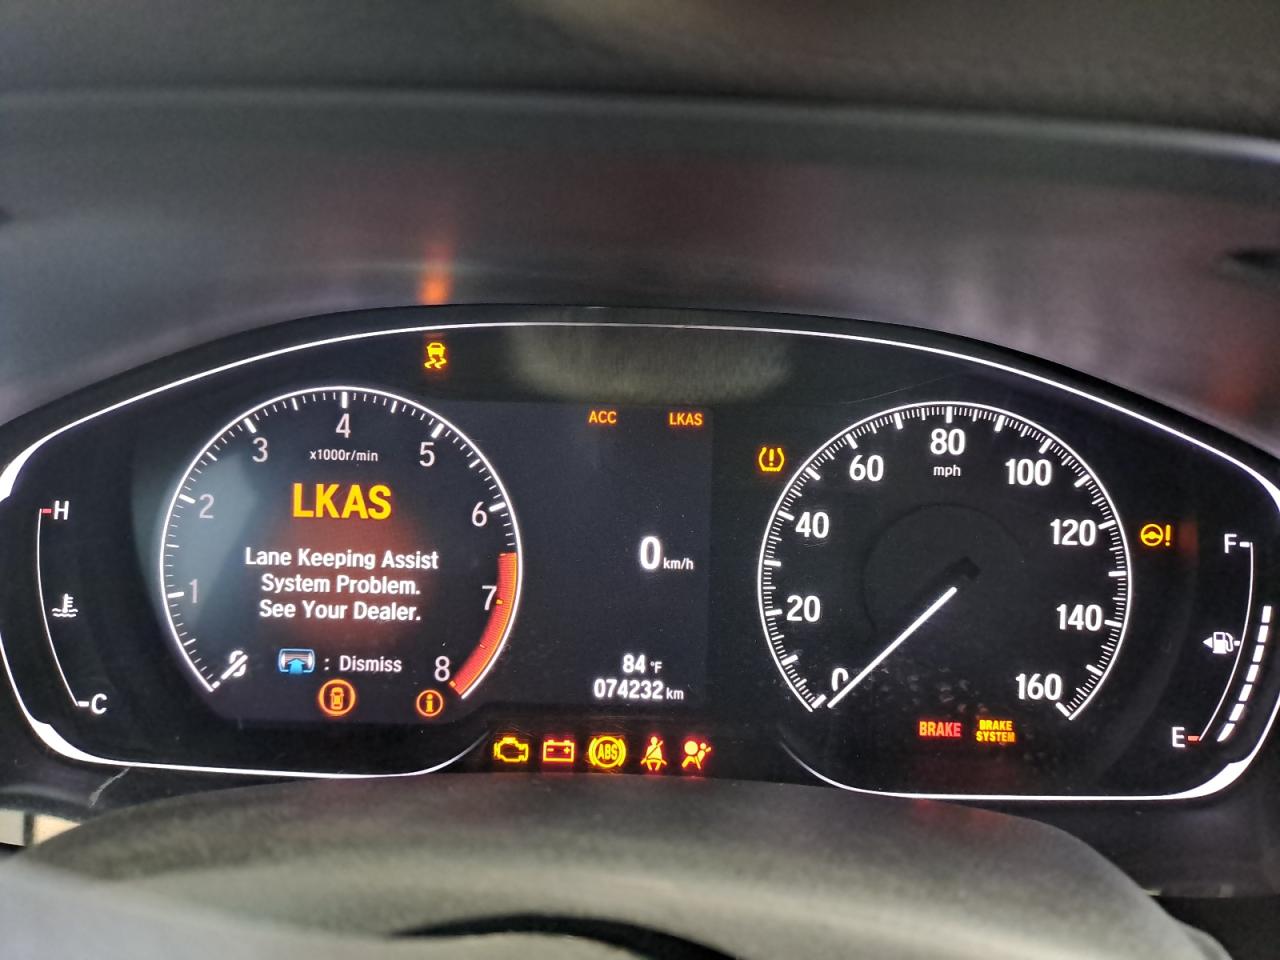 ACC LKAS
4
3 5
x1000r/min
2 6
LKAS
Lane Keeping Assist
System Problem.
See Your Dealer.
1 7
: Dismiss 8
H
C
0 km/h
84 °F
074232 km
80
mph
60 100
40 120
20 140
0 160
F
E
BRAKE BRAKE
SYSTEM
ABS